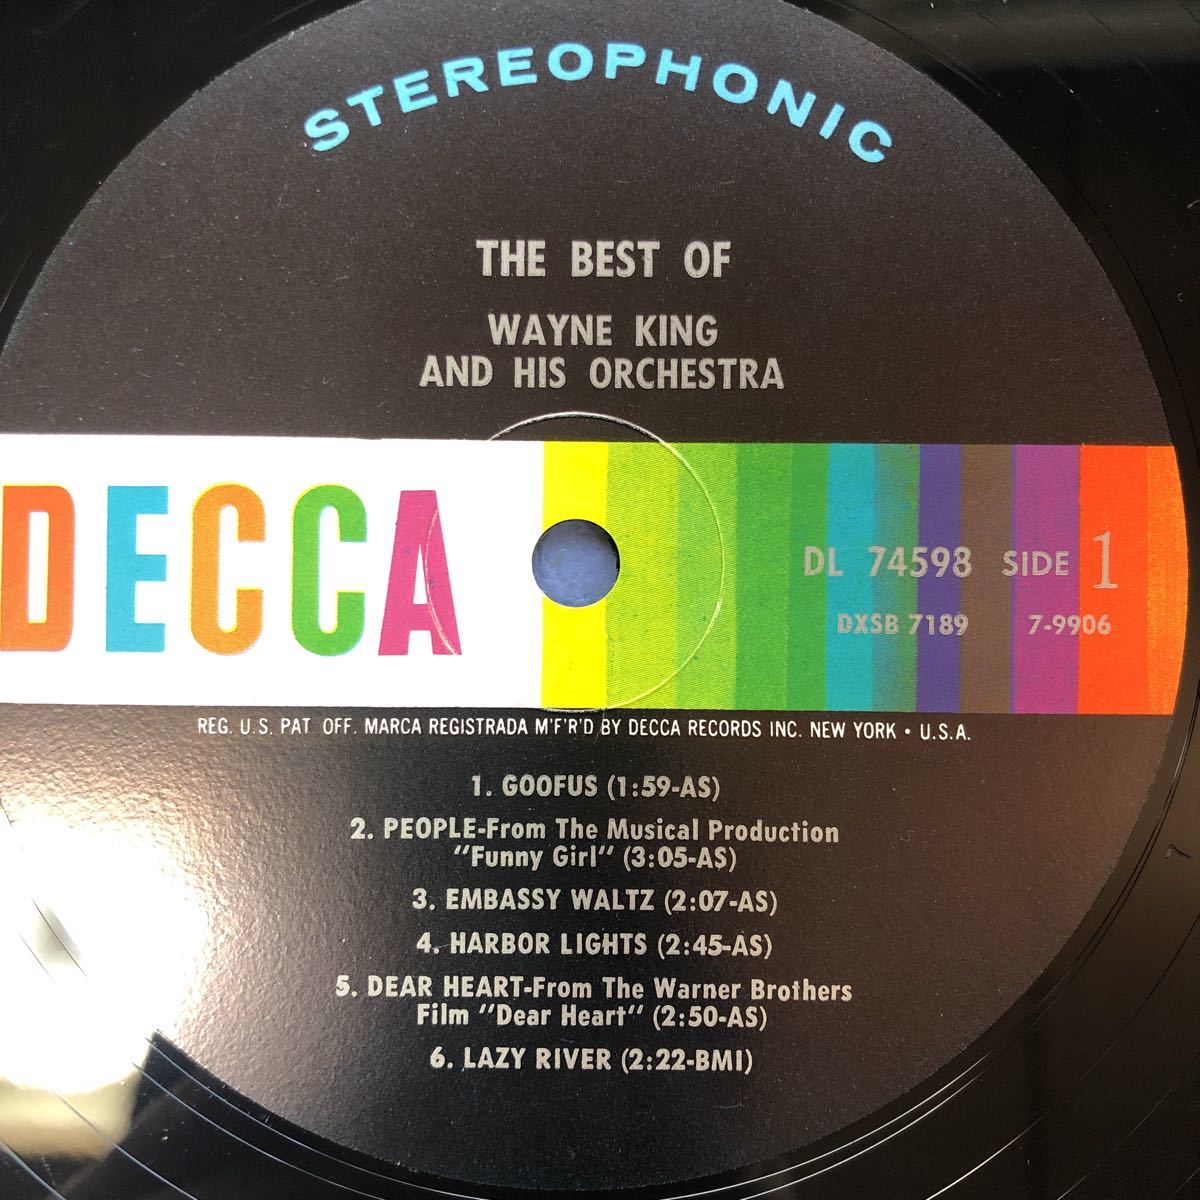 STEREOPHONIC
THE BEST OF
WAYNE KING
AND HIS ORCHESTRA
DECCA
DL 74598 SIDE 1
DXSB 7189 7-9906
REG. U.S. PAT. OFF. MARCA REGISTRADA M'F'R'D BY DECCA RECORDS INC. NEW YORK • U.S.A.
1. GOOFUS (1:59-AS)
2. PEOPLE-From The Musical Production
"Funny Girl" (3:05-AS)
3. EMBASSY WALTZ (2:07-AS)
4. HARBOR LIGHTS (2:45-AS)
5. DEAR HEART-From The Warner Brothers
Film "Dear Heart" (2:50-AS)
6. LAZY RIVER (2:22-BMI)